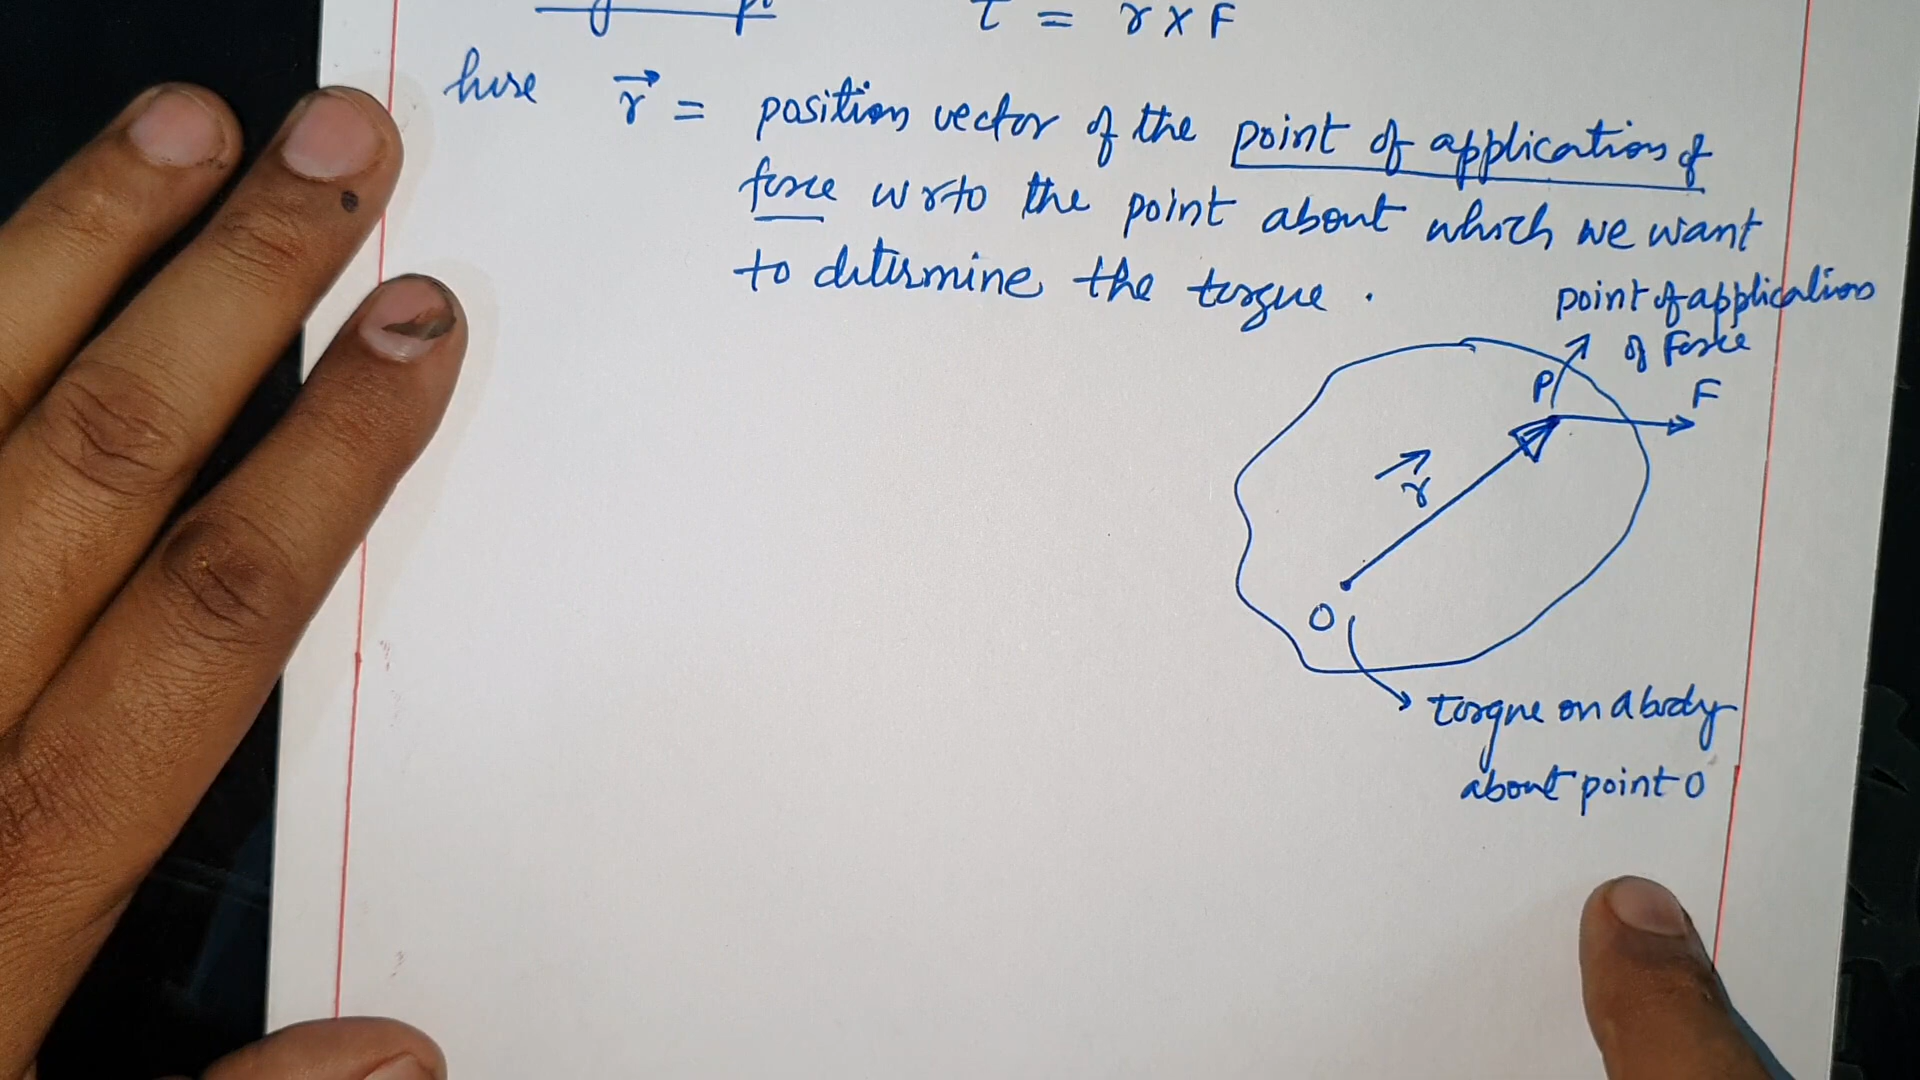 τ = r × F
here r⃗ = position vector of the point of application of
force w r to the point about which we want
to determine the torque.
point of application
of Force
P
F
r⃗
O
torque on a body
about point O